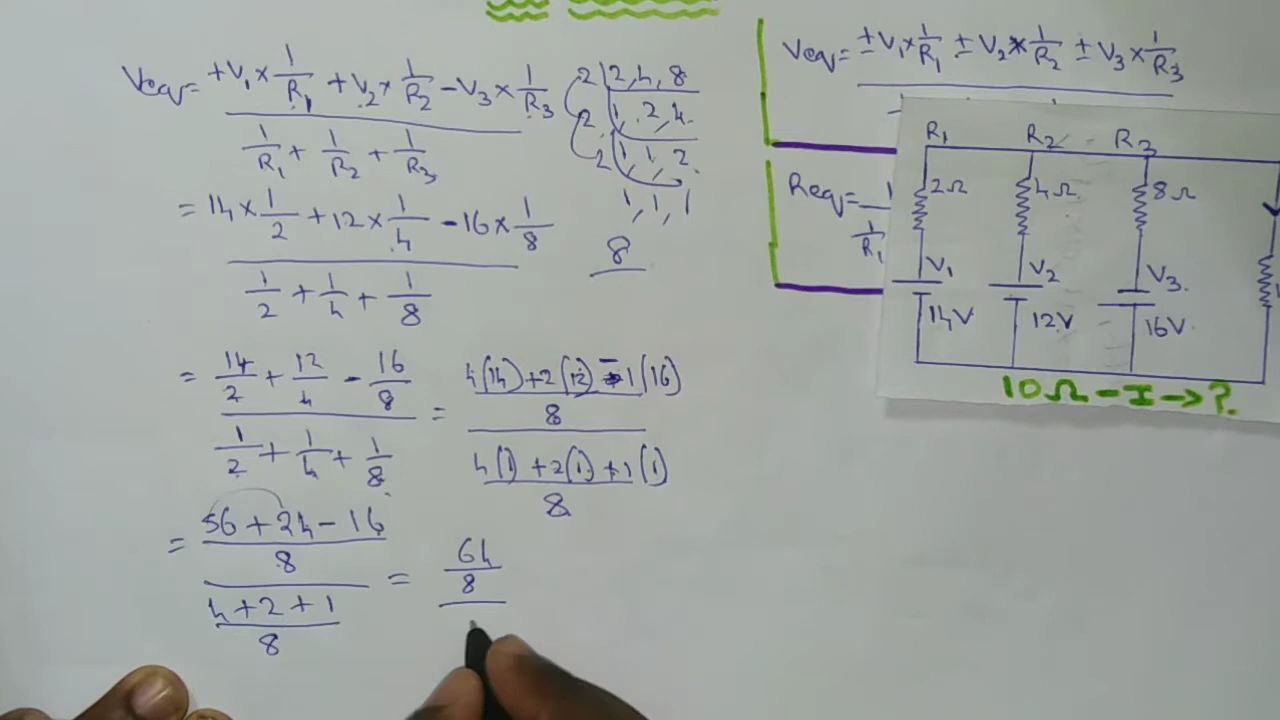 Veq = +V₁ × 1/R₁ + V₂ × 1/R₂ - V₃ × 1/R₃
1/R₁ + 1/R₂ + 1/R₃
= 14 × 1/2 + 12 × 1/4 - 16 × 1/8
1/2 + 1/4 + 1/8
= 14/2 + 12/4 - 16/8
1/2 + 1/4 + 1/8
= 4(14) + 2(12) - 1(16)
8
4(1) + 2(1) + 1(1)
8
= 56 + 24 - 16
8
4 + 2 + 1
8
= 64
8
2 | 2, 4, 8
2 | 1, 2, 4
2 | 1, 1, 2
1, 1, 1
8
Veq = ±V₁ × 1/R₁ ± V₂ × 1/R₂ ± V₃ × 1/R₃
Req = 1
1/R₁
R₁ R₂ R₃
2Ω 4Ω 8Ω
V₁ V₂ V₃
14V 12V 16V
10Ω - I → ?